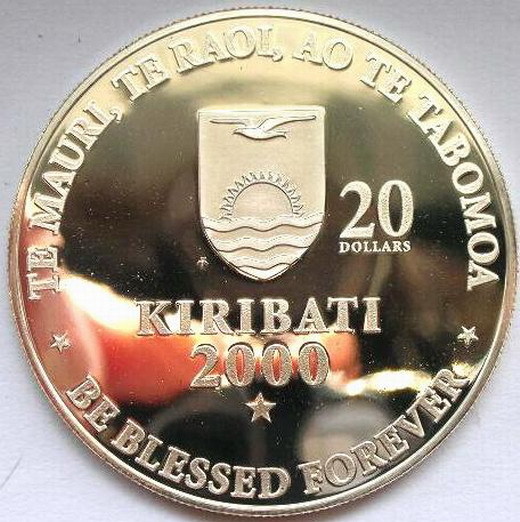 TE MAURI, TE RAOI, AO TE TABOMOA
20
DOLLARS
KIRIBATI
2000
BE BLESSED FOREVER